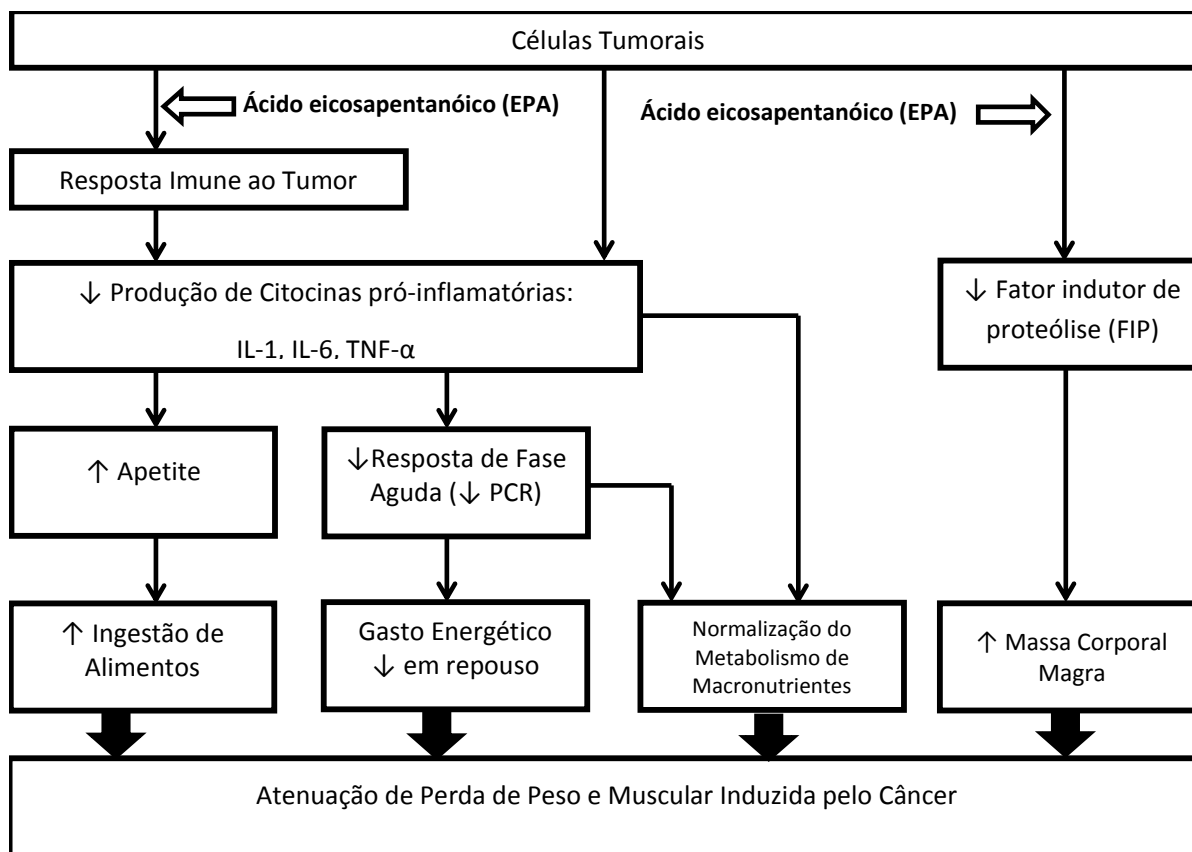 Células Tumorais
Ácido eicosapentanóico (EPA)
Ácido eicosapentanóico (EPA)
Resposta Imune ao Tumor
↓ Produção de Citocinas pró-inflamatórias:
IL-1, IL-6, TNF-α
↓ Fator indutor de
proteólise (FIP)
↑ Apetite
↓Resposta de Fase
Aguda (↓ PCR)
↑ Ingestão de
Alimentos
Gasto Energético
↓ em repouso
Normalização do
Metabolismo de
Macronutrientes
↑ Massa Corporal
Magra
Atenuação de Perda de Peso e Muscular Induzida pelo Câncer